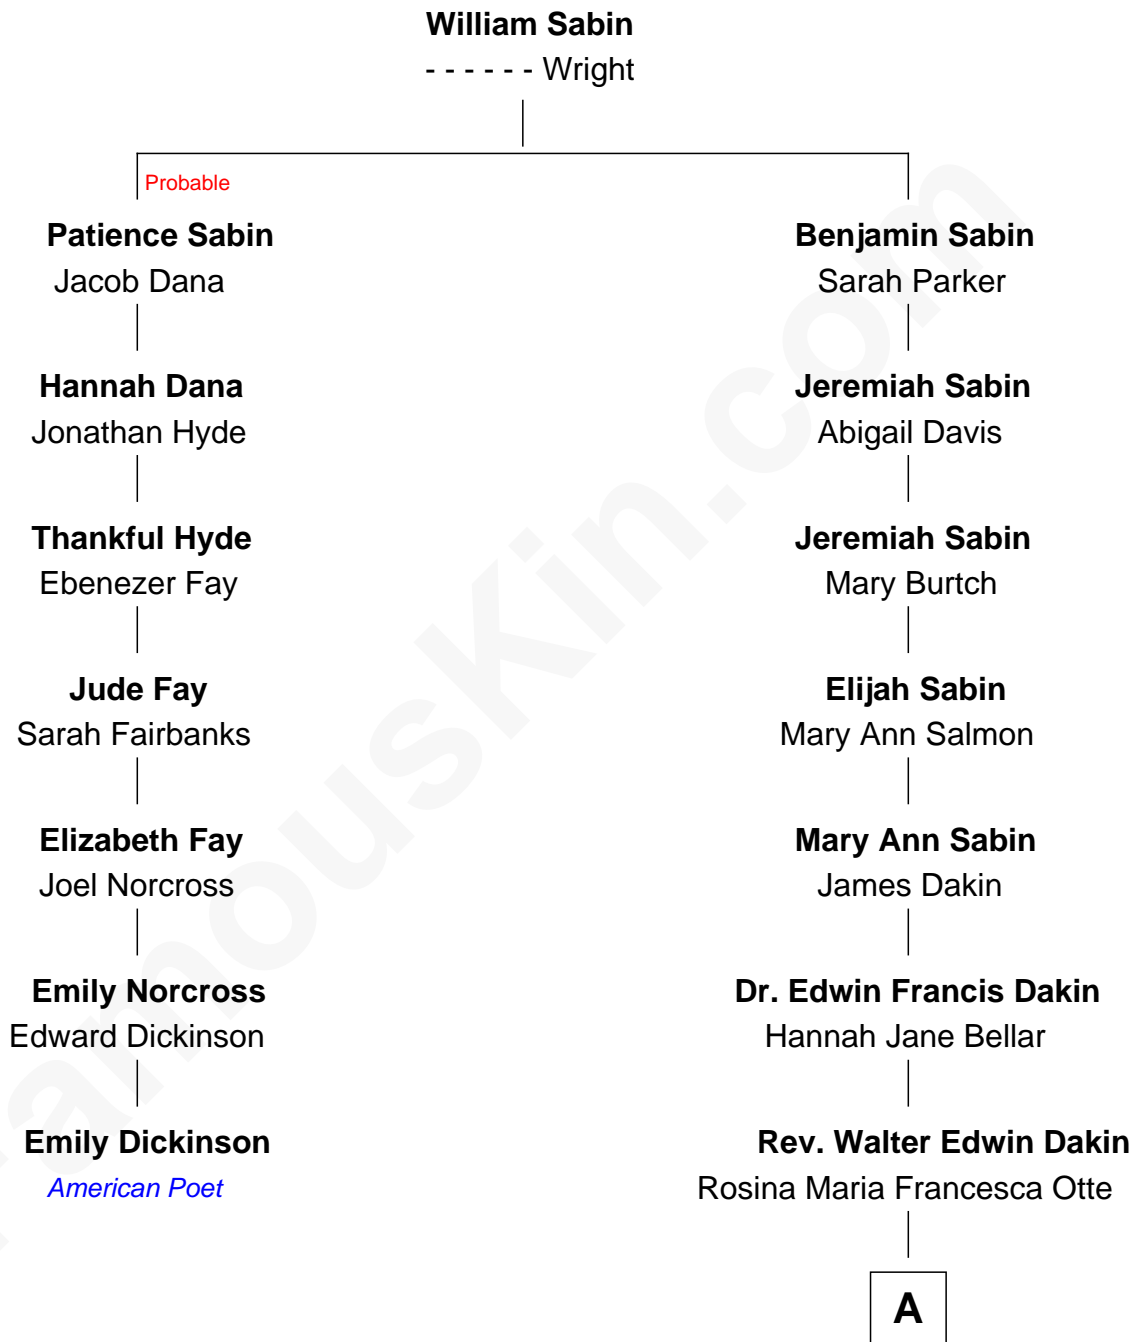 William Sabin
- - - - - - Wright
Probable
Patience Sabin
Jacob Dana
Hannah Dana
Jonathan Hyde
Thankful Hyde
Ebenezer Fay
Jude Fay
Sarah Fairbanks
Elizabeth Fay
Joel Norcross
Emily Norcross
Edward Dickinson
Emily Dickinson
American Poet
Benjamin Sabin
Sarah Parker
Jeremiah Sabin
Abigail Davis
Jeremiah Sabin
Mary Burtch
Elijah Sabin
Mary Ann Salmon
Mary Ann Sabin
James Dakin
Dr. Edwin Francis Dakin
Hannah Jane Bellar
Rev. Walter Edwin Dakin
Rosina Maria Francesca Otte
A
FamousKin.com